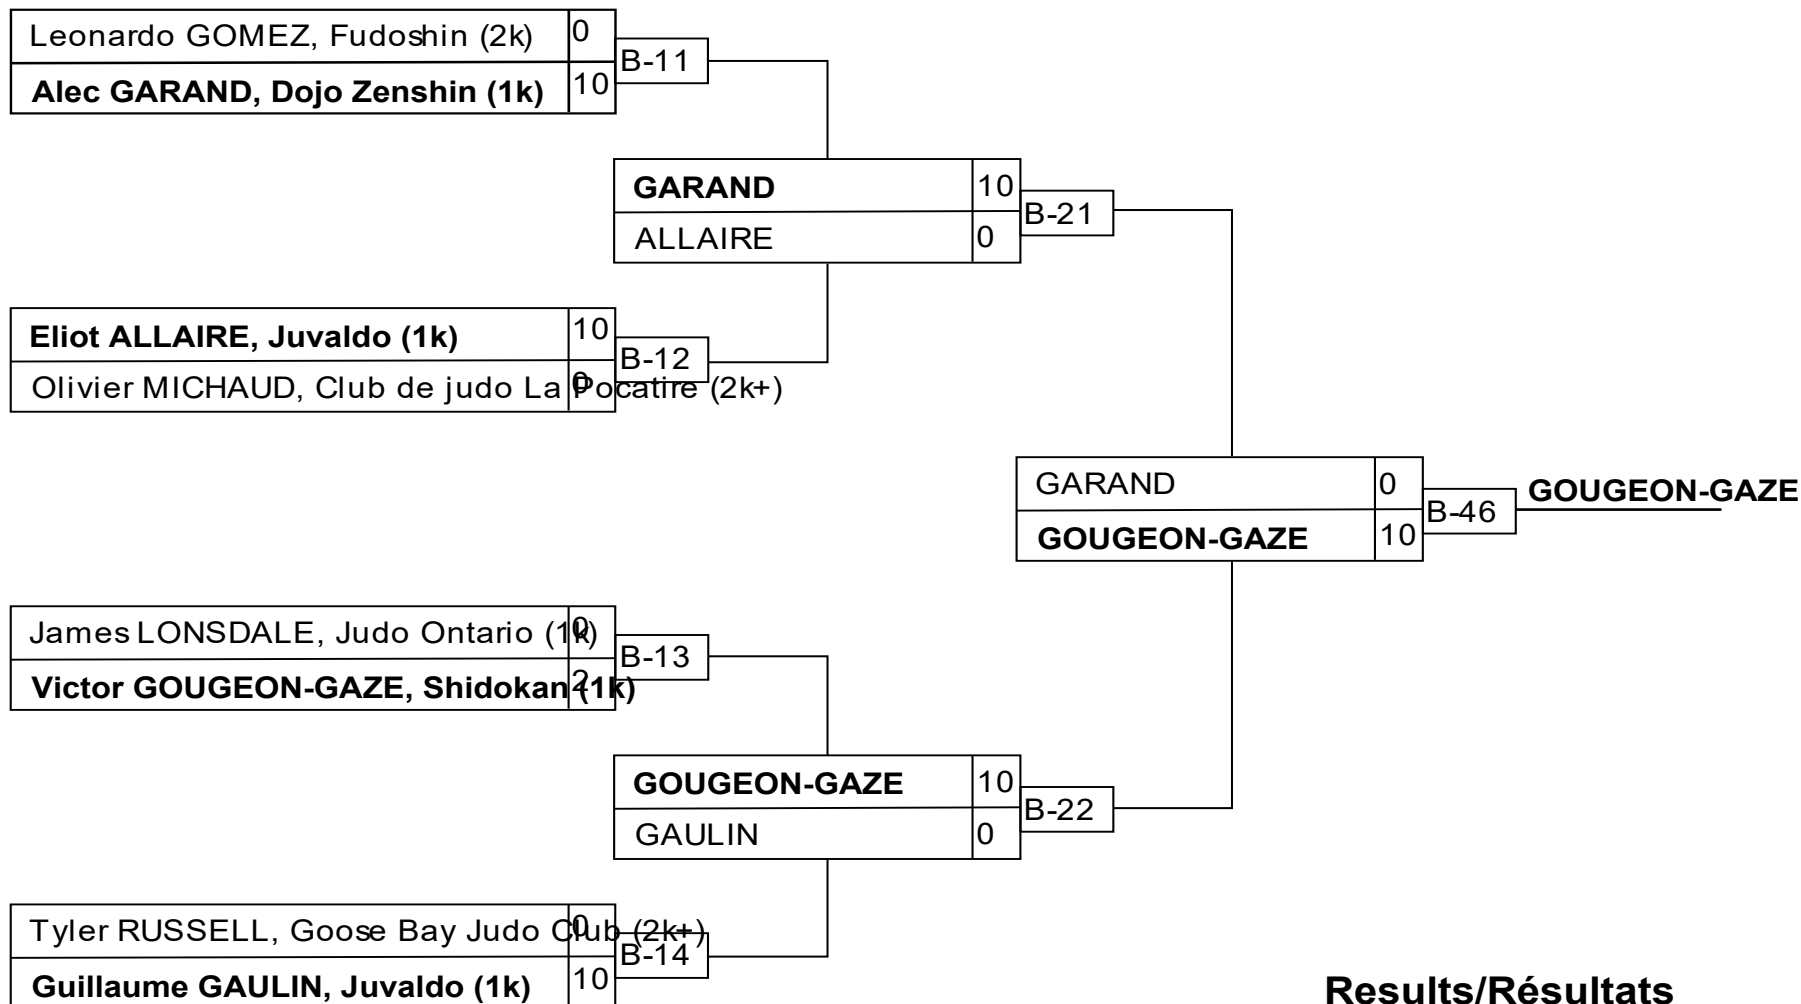 Leonardo GOMEZ, Fudoshin (2k) 0
B-11
Alec GARAND, Dojo Zenshin (1k) 10
GARAND 10
B-21
ALLAIRE 0
Eliot ALLAIRE, Juvaldo (1k) 10
B-12
Olivier MICHAUD, Club de judo La Pocatire (2k+) 0
GARAND 0
GOUGEON-GAZE
B-46
GOUGEON-GAZE 10
James LONSDALE, Judo Ontario (1k) 0
B-13
Victor GOUGEON-GAZE, Shidokan (1k) 2
GOUGEON-GAZE 10
B-22
GAULIN 0
Tyler RUSSELL, Goose Bay Judo Club (2k+) 0
B-14
Guillaume GAULIN, Juvaldo (1k) 10
Results/Résultats